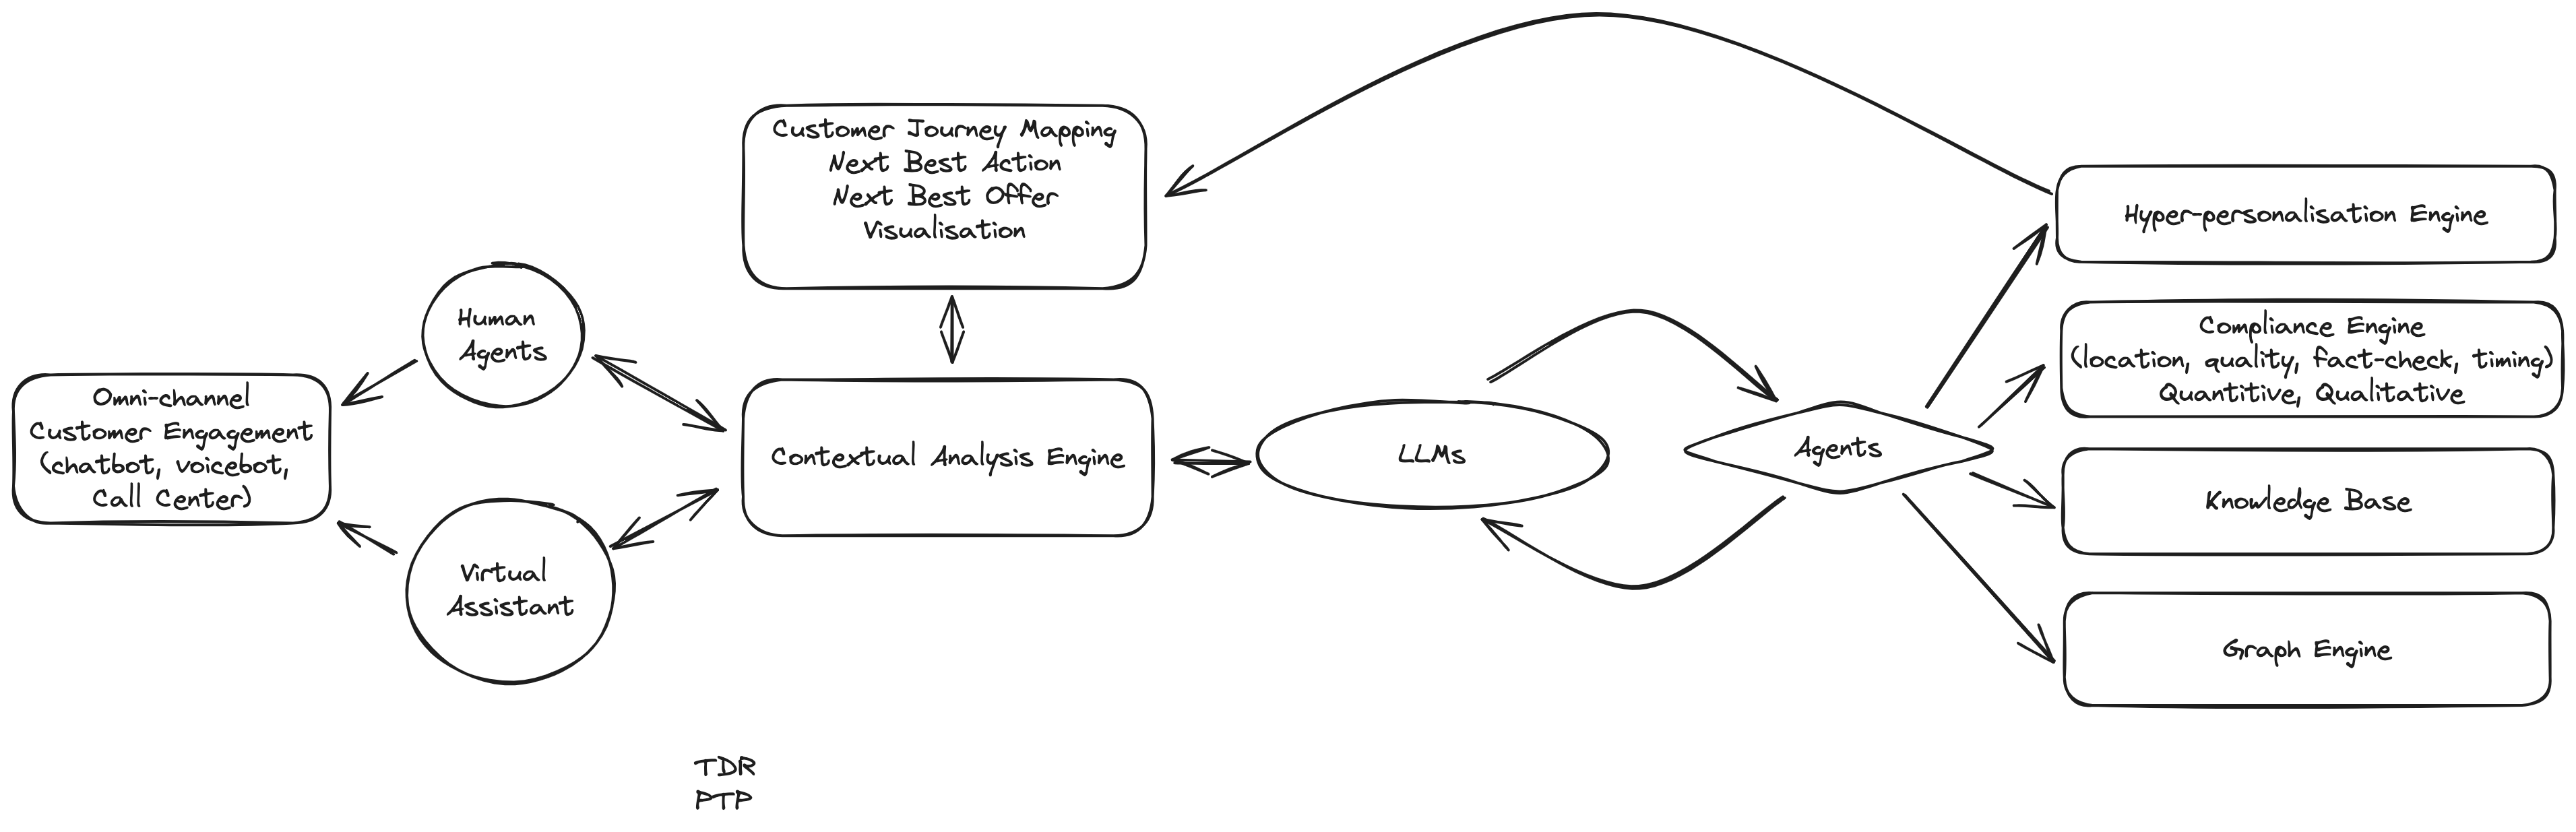 Customer Journey Mapping
Next Best Action
Next Best Offer
Visualisation
Hyper-personalisation Engine
Human
Agents
Compliance Engine
(location, quality, fact-check, timing)
Quantitive, Qualitative
Omni-channel
Customer Engagement
(chatbot, voicebot,
Call Center)
Contextual Analysis Engine
LLMs
Agents
Knowledge Base
Virtual
Assistant
Graph Engine
TDR
PTP